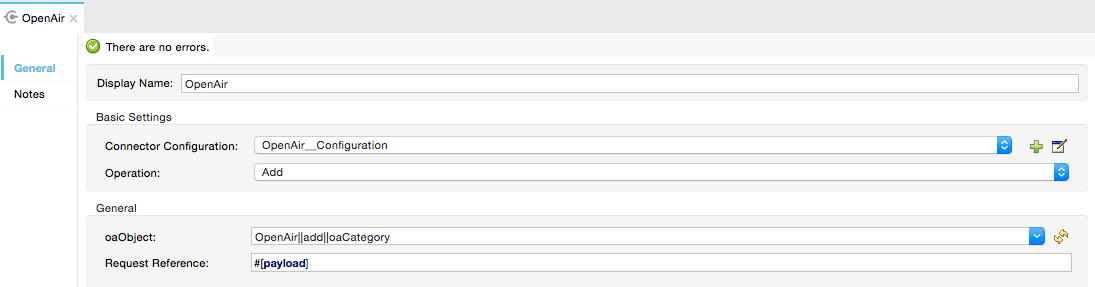 OpenAir
There are no errors.
General
Notes
Display Name: OpenAir
Basic Settings
Connector Configuration: OpenAir__Configuration
Operation: Add
General
oaObject: OpenAir||add||oaCategory
Request Reference: #[payload]